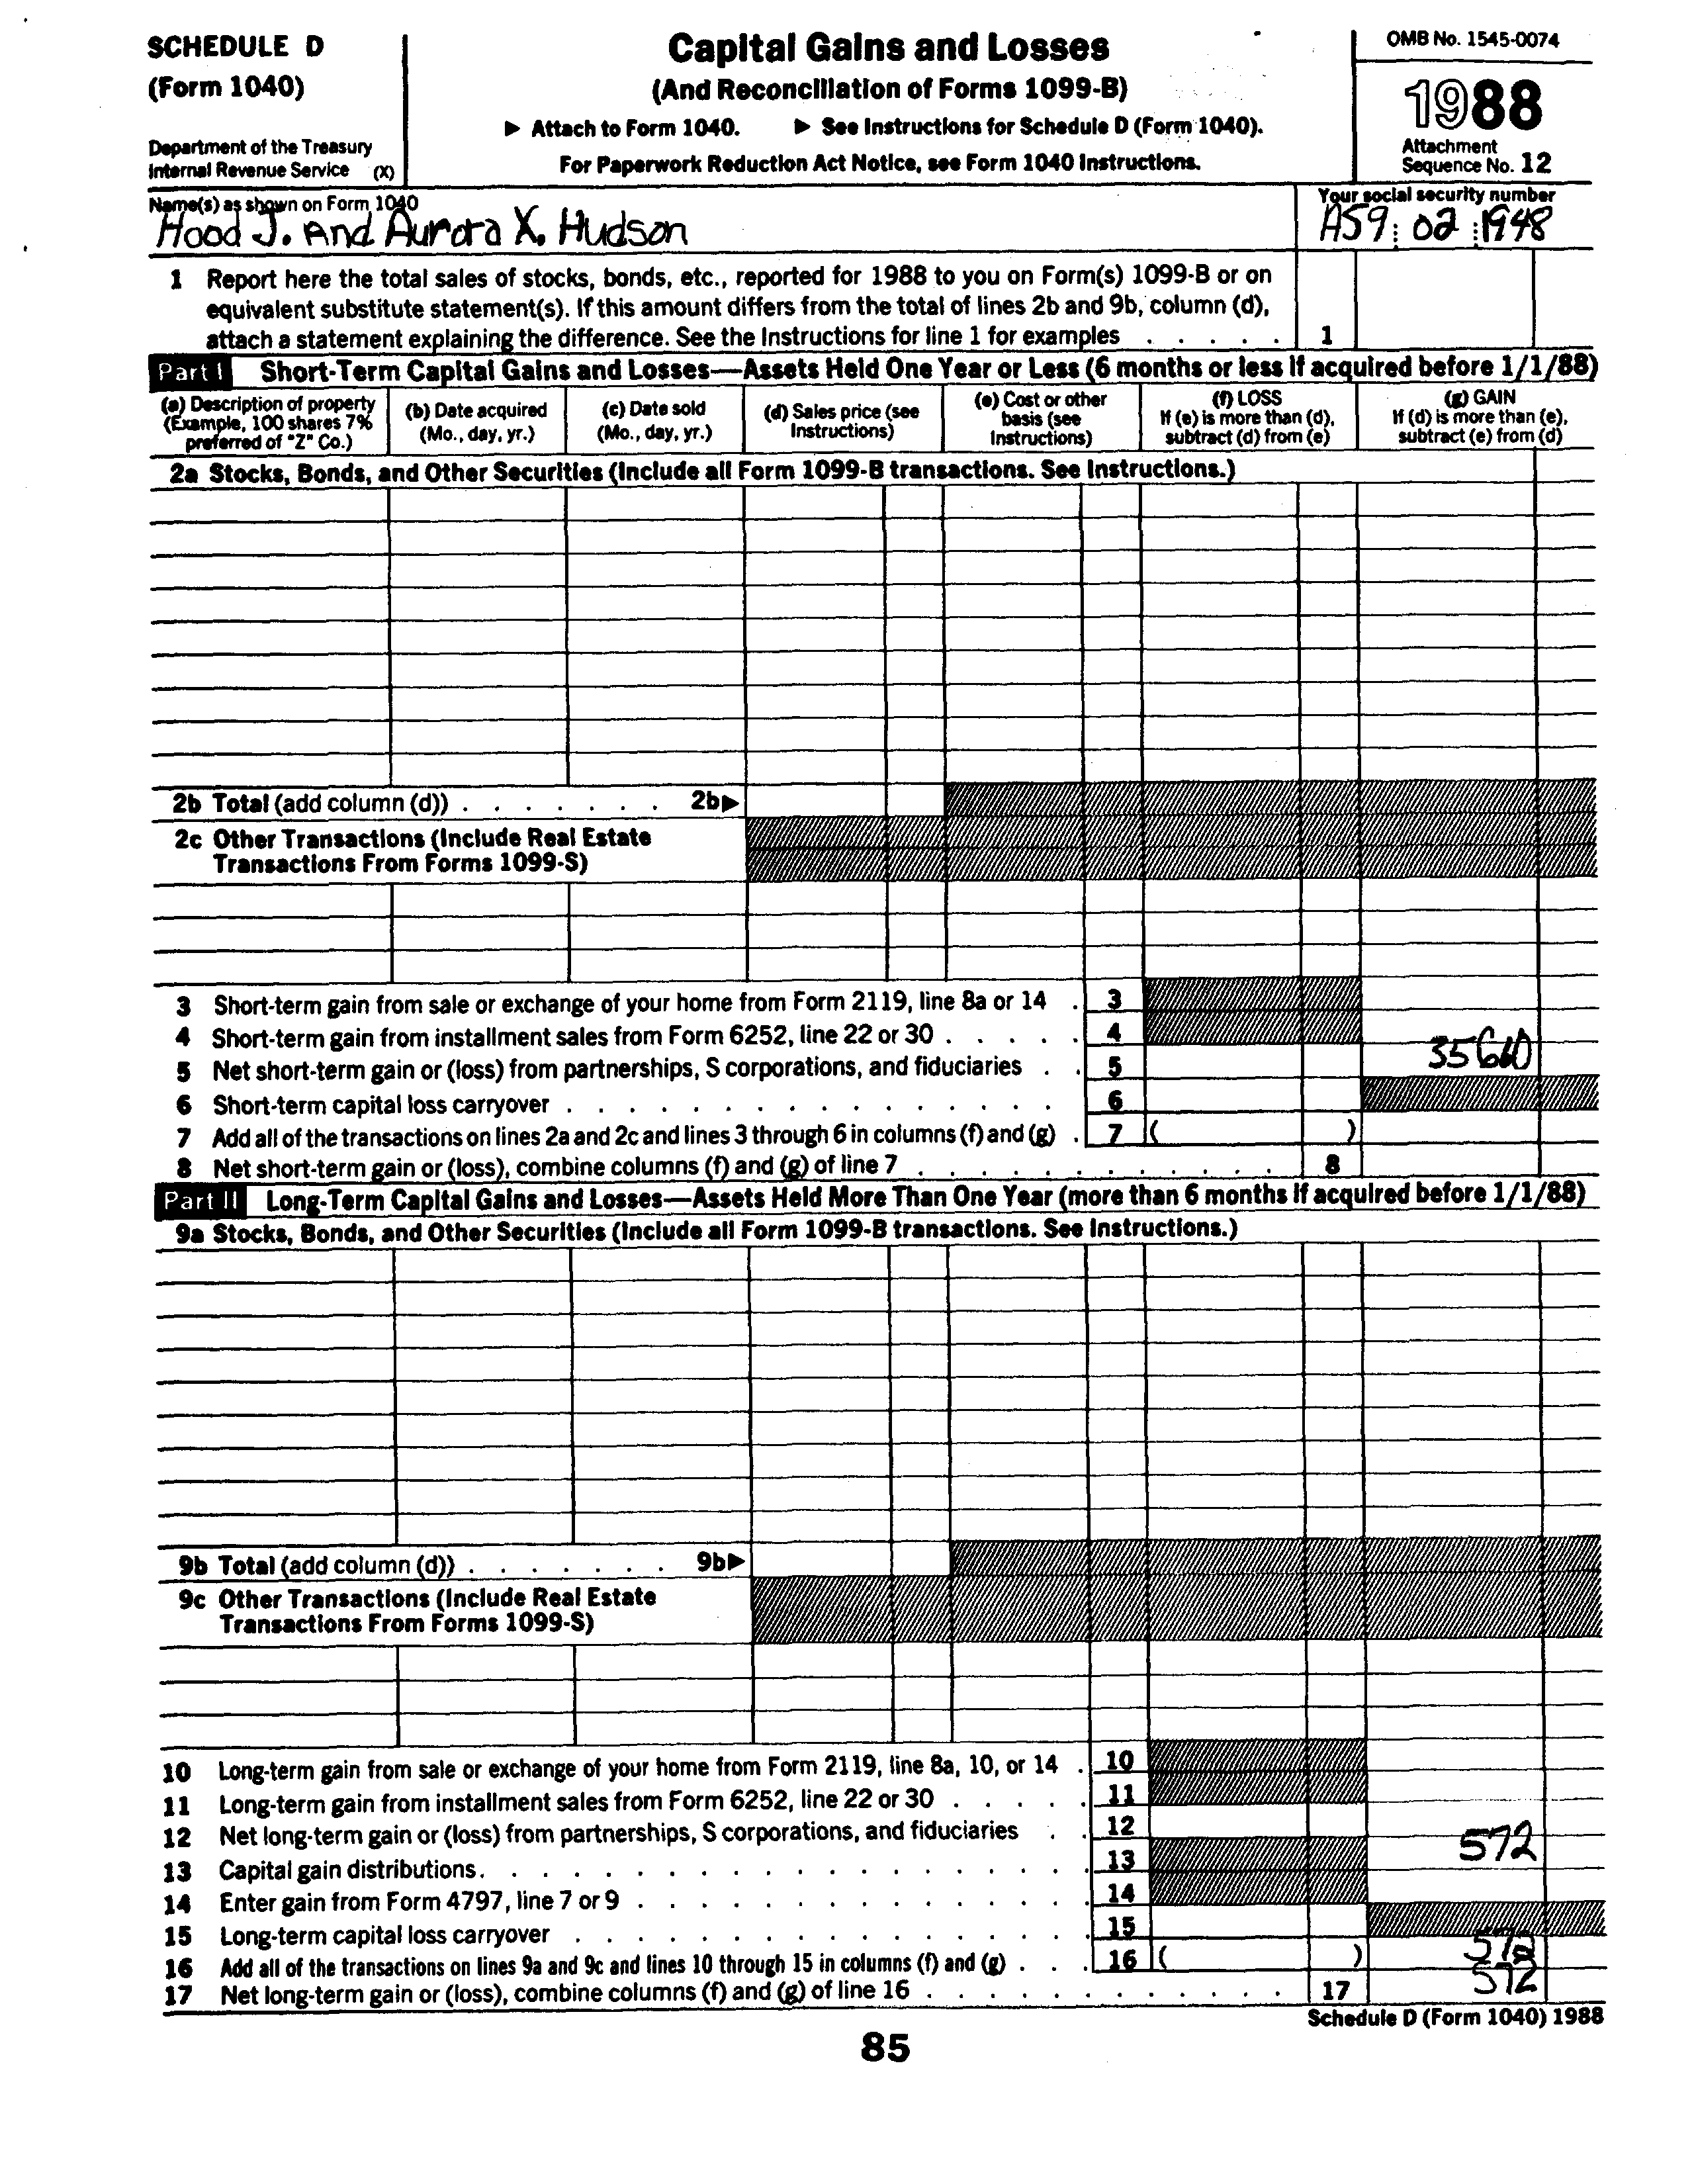 SCHEDULE D
(Form 1040)
Department of the Treasury
Internal Revenue Service (X)
Capital Gains and Losses
(And Reconciliation of Forms 1099-B)
▶ Attach to Form 1040. ▶ See Instructions for Schedule D (Form 1040).
For Paperwork Reduction Act Notice, see Form 1040 Instructions.
OMB No. 1545-0074
1988
Attachment
Sequence No. 12
Name(s) as shown on Form 1040
Hood J. And Aurora X. Hudson
Your social security number
A59 : 02 : 1948
1 Report here the total sales of stocks, bonds, etc., reported for 1988 to you on Form(s) 1099-B or on
equivalent substitute statement(s). If this amount differs from the total of lines 2b and 9b, column (d),
attach a statement explaining the difference. See the Instructions for line 1 for examples . . . . . 1
Part I Short-Term Capital Gains and Losses—Assets Held One Year or Less (6 months or less if acquired before 1/1/88)
(a) Description of property
(Example, 100 shares 7%
preferred of "Z" Co.)
(b) Date acquired
(Mo., day, yr.)
(c) Date sold
(Mo., day, yr.)
(d) Sales price (see
Instructions)
(e) Cost or other
basis (see
Instructions)
(f) LOSS
If (e) is more than (d),
subtract (d) from (e)
(g) GAIN
If (d) is more than (e),
subtract (e) from (d)
2a Stocks, Bonds, and Other Securities (Include all Form 1099-B transactions. See Instructions.)
2b Total (add column (d)) . . . . . . . 2b▶
2c Other Transactions (Include Real Estate
Transactions From Forms 1099-S)
3 Short-term gain from sale or exchange of your home from Form 2119, line 8a or 14 . 3
4 Short-term gain from installment sales from Form 6252, line 22 or 30 . . . . . 4
5 Net short-term gain or (loss) from partnerships, S corporations, and fiduciaries . . 5
6 Short-term capital loss carryover . . . . . . . . . . . . . . . . 6
7 Add all of the transactions on lines 2a and 2c and lines 3 through 6 in columns (f) and (g) . 7 ( )
8 Net short-term gain or (loss), combine columns (f) and (g) of line 7 . . . . . . . . . . . . 8
Part II Long-Term Capital Gains and Losses—Assets Held More Than One Year (more than 6 months if acquired before 1/1/88)
9a Stocks, Bonds, and Other Securities (Include all Form 1099-B transactions. See Instructions.)
9b Total (add column (d)) . . . . . . . 9b▶
9c Other Transactions (Include Real Estate
Transactions From Forms 1099-S)
10 Long-term gain from sale or exchange of your home from Form 2119, line 8a, 10, or 14 . 10
11 Long-term gain from installment sales from Form 6252, line 22 or 30 . . . . . 11
12 Net long-term gain or (loss) from partnerships, S corporations, and fiduciaries . . 12
13 Capital gain distributions. . . . . . . . . . . . . . . . . . . 13 572
14 Enter gain from Form 4797, line 7 or 9 . . . . . . . . . . . . . . 14
15 Long-term capital loss carryover . . . . . . . . . . . . . . . . 15
16 Add all of the transactions on lines 9a and 9c and lines 10 through 15 in columns (f) and (g) . . . 16 ( ) 572
17 Net long-term gain or (loss), combine columns (f) and (g) of line 16 . . . . . . . . . . . . 17 572
Schedule D (Form 1040) 1988
85